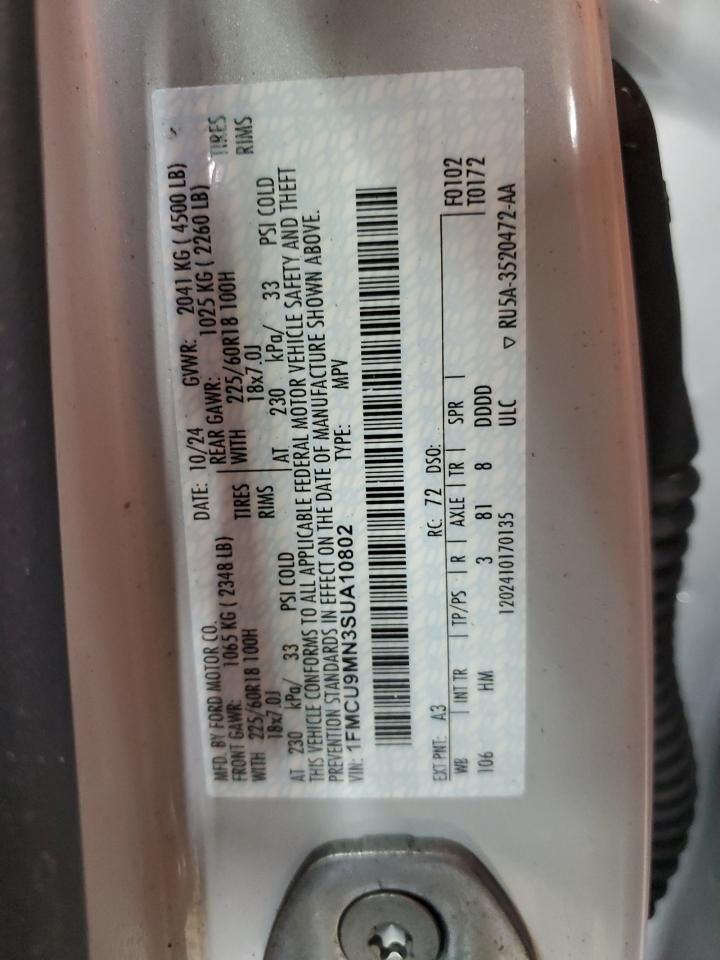 MFD. BY FORD MOTOR CO. DATE: 10/24 GVWR: 2041 KG ( 4500 LB)
FRONT GAWR: 1065 KG ( 2348 LB) REAR GAWR: 1025 KG ( 2260 LB)
WITH 225/60R18 100H TIRES WITH 225/60R18 100H TIRES
18x7.0J RIMS 18x7.0J RIMS
AT 230 kPa/ 33 PSI COLD AT 230 kPa/ 33 PSI COLD
THIS VEHICLE CONFORMS TO ALL APPLICABLE FEDERAL MOTOR VEHICLE SAFETY AND THEFT
PREVENTION STANDARDS IN EFFECT ON THE DATE OF MANUFACTURE SHOWN ABOVE.
VIN: 1FMCU9MN3SUA10802 TYPE: MPV
EXT PNT: A3 RC: 72 DSO: F0102
WB INT TR TP/PS R AXLE TR SPR T0172
106 HM 3 81 8 DDDD
1202410170135 ULC ▽ RU5A-3520472-AA